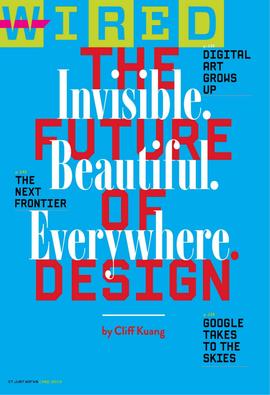 WIRED
THE
Invisible.
FUTURE
Beautiful.
OF
Everywhere.
DESIGN
DIGITAL
ART
GROWS
UP
THE
NEXT
FRONTIER
by Cliff Kuang
GOOGLE
TAKES
TO THE
SKIES